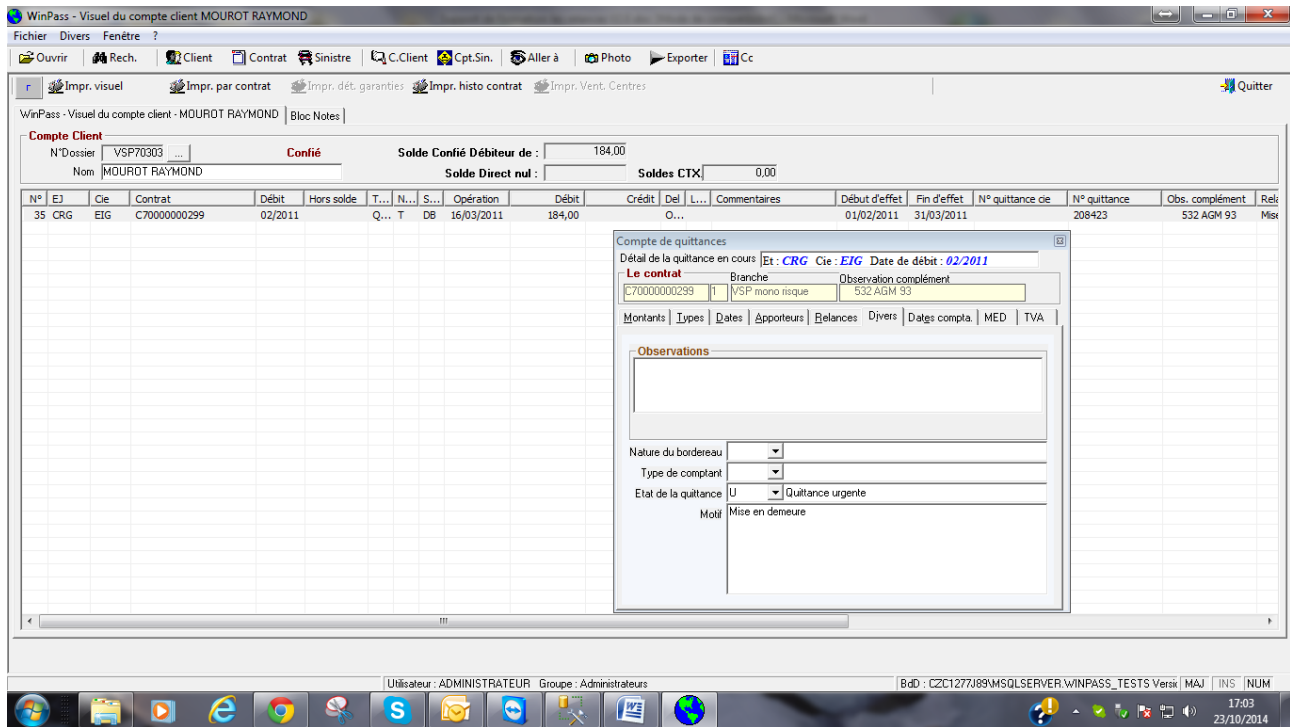 WinPass - Visuel du compte client MOUROT RAYMOND
Fichier Divers Fenêtre ?
Ouvrir Rech. Client Contrat Sinistre C.Client Cpt.Sin. Aller à Photo Exporter Cc
r Impr. visuel Impr. par contrat Impr. dét. garanties Impr. histo contrat Impr. Vent. Centres Quitter
WinPass - Visuel du compte client - MOUROT RAYMOND Bloc Notes
Compte Client
N°Dossier VSP70303 ... Confié Solde Confié Débiteur de : 184,00
Nom MOUROT RAYMOND Solde Direct nul : Soldes CTX. 0,00
N° EJ Cie Contrat Débit Hors solde T... N... S... Opération Débit Crédit Del L... Commentaires Début d'effet Fin d'effet N° quittance cie N° quittance Obs. complément Rela
35 CRG EIG C70000000299 02/2011 Q... T DB 16/03/2011 184,00 O... 01/02/2011 31/03/2011 208423 532 AGM 93 Mise
Compte de quittances
Détail de la quittance en cours Et : CRG Cie : EIG Date de débit : 02/2011
Le contrat Branche Observation complément
C70000000299 1 VSP mono risque 532 AGM 93
Montants Types Dates Apporteurs Relances Divers Dates compta. MED TVA
Observations
Nature du bordereau
Type de comptant
Etat de la quittance U Quittance urgente
Motif Mise en demeure
Utilisateur : ADMINISTRATEUR Groupe : Administrateurs BdD : CZC1277J89\MSQLSERVER.WINPASS_TESTS Versi MAJ INS NUM
17:03
23/10/2014